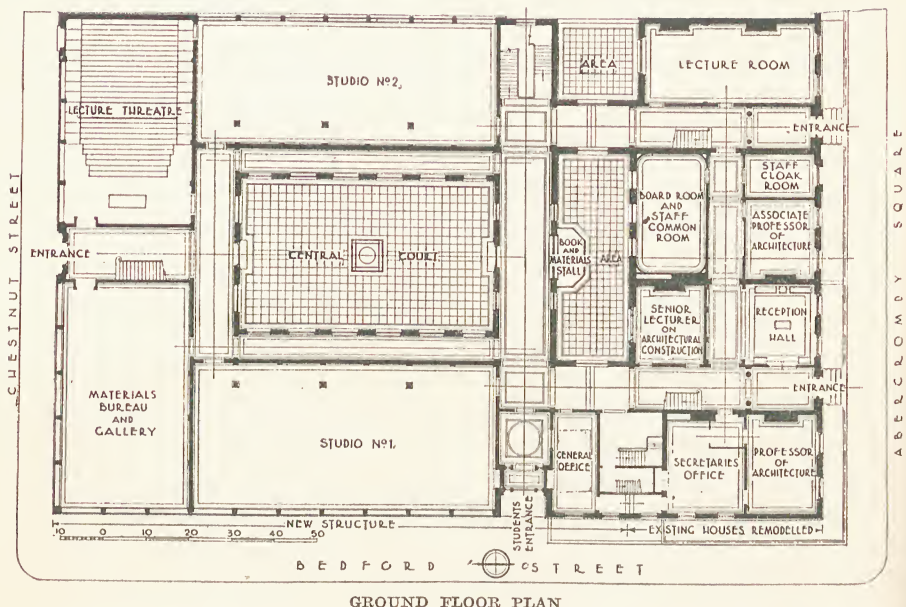 LECTURE THREATRE
STUDIO Nº2,
AREA
LECTURE ROOM
ENTRANCE
STAFF
CLOAK
ROOM
BOARD ROOM
AND
STAFF
COMMON
ROOM
ASSOCIATE
PROFESSOR
OF
ARCHITECTURE
CHESTNUT STREET
ENTRANCE
CENTRAL COURT
BOOK
AND
MATERIALS
STALL
AREA
ABERCROMBY SQUARE
SENIOR
LECTURER
ON
ARCHITECTURAL
CONSTRUCTION
RECEPTION
HALL
ENTRANCE
MATERIALS
BUREAU
AND
GALLERY
STUDIO Nº1,
GENERAL
OFFICE
SECRETARIES
OFFICE
PROFESSOR
OF
ARCHITECTURE
NEW STRUCTURE
STUDENTS
ENTRANCE
EXISTING HOUSES REMODELLED
10 0 10 20 30 40 50
BEDFORD STREET
GROUND FLOOR PLAN